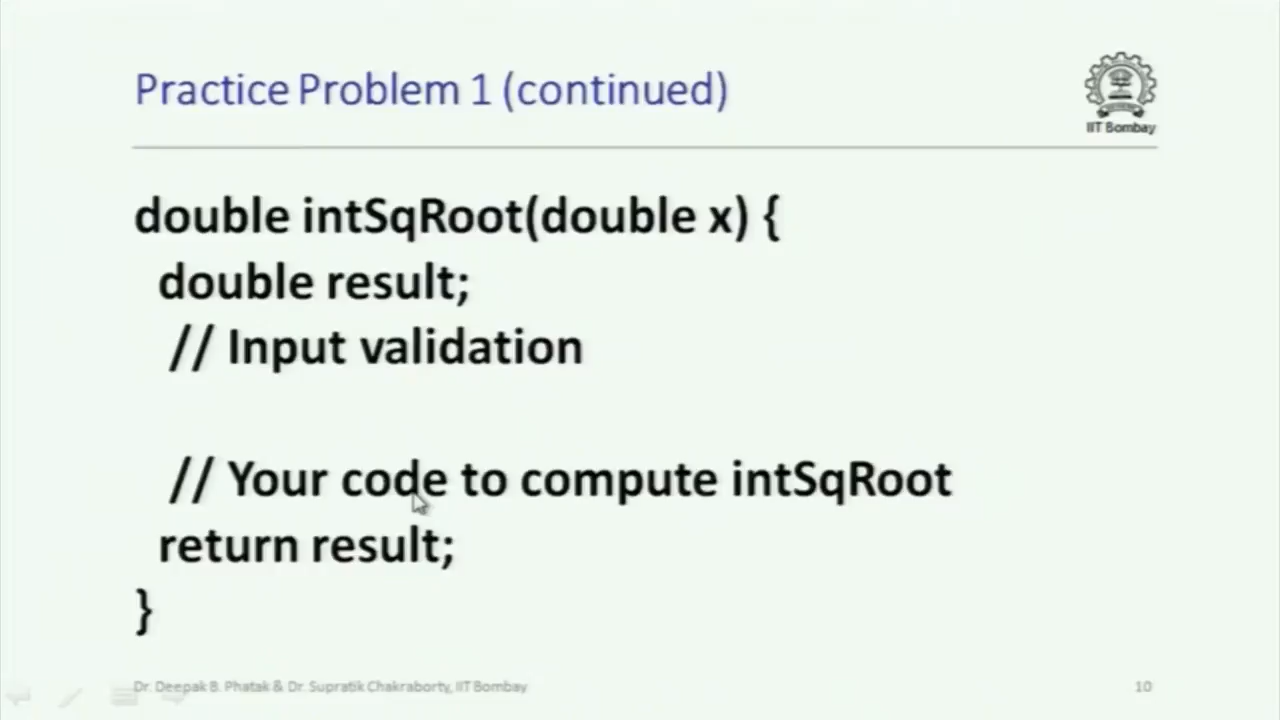 Practice Problem 1 (continued)
IIT Bombay
double intSqRoot(double x) {
double result;
// Input validation
// Your code to compute intSqRoot
return result;
}
Dr. Deepak B. Phatak & Dr. Supratik Chakraborty, IIT Bombay
10